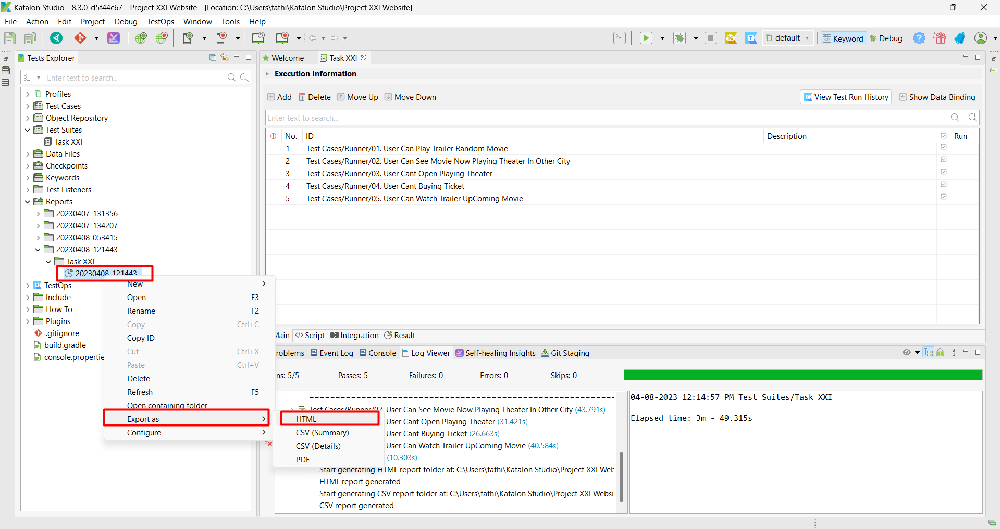 Katalon Studio - 8.3.0-d5f44c67 - Project XXI Website - [Location: C:\Users\fathi\Katalon Studio\Project XXI Website]
File Action Edit Project Debug TestOps Window Tools Help
default Keyword Debug
Tests Explorer
Enter text to search...
Profiles
Test Cases
Object Repository
Test Suites
Task XXI
Data Files
Checkpoints
Keywords
Test Listeners
Reports
20230407_131356
20230407_134207
20230408_053415
20230408_121443
Task XXI
20230408_121443
TestOps
Include
How To
Plugins
.gitignore
build.gradle
console.propertie
New
Open F3
Rename F2
Copy Ctrl+C
Copy ID
Cut Ctrl+X
Paste Ctrl+V
Delete
Refresh F5
Open containing folder
Export as
Configure
HTML
CSV (Summary)
CSV (Details)
PDF
Welcome Task XXI
Execution Information
Add Delete Move Up Move Down View Test Run History Show Data Binding
Enter text to search...
No. ID Description Run
1 Test Cases/Runner/01. User Can Play Trailer Random Movie
2 Test Cases/Runner/02. User Can See Movie Now Playing Theater In Other City
3 Test Cases/Runner/03. User Cant Open Playing Theater
4 Test Cases/Runner/04. User Cant Buying Ticket
5 Test Cases/Runner/05. User Can Watch Trailer UpComing Movie
Main Script Integration Result
roblems Event Log Console Log Viewer Self-healing Insights Git Staging
ns: 5/5 Passes: 5 Failures: 0 Errors: 0 Skips: 0
==========================================================
Test Cases/Runner/02. User Can See Movie Now Playing Theater In Other City (43.791s)
User Cant Open Playing Theater (31.421s)
User Cant Buying Ticket (26.663s)
User Can Watch Trailer UpComing Movie (40.584s)
(10.303s)
Start generating HTML report folder at: C:\Users\fathi\Katalon Studio\Project XXI Web
HTML report generated
Start generating CSV report folder at: C:\Users\fathi\Katalon Studio\Project XXI Websi
CSV report generated
04-08-2023 12:14:57 PM Test Suites/Task XXI
Elapsed time: 3m - 49.315s